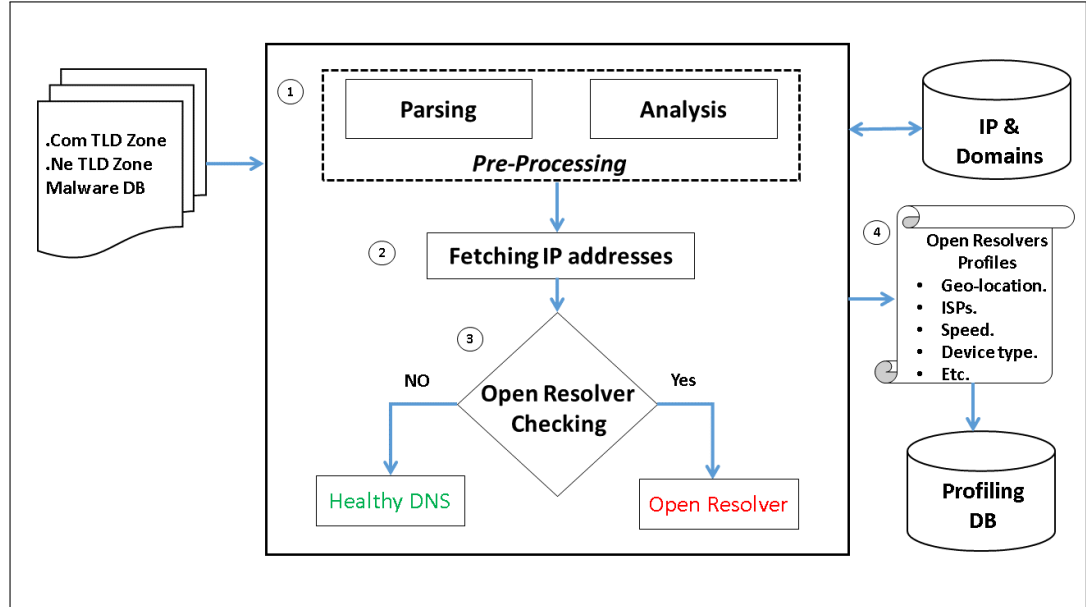 .Com TLD Zone
.Ne TLD Zone
Malware DB
1
Parsing
Analysis
Pre-Processing
2
Fetching IP addresses
3
Open Resolver
Checking
NO
Yes
Healthy DNS
Open Resolver
IP &
Domains
4
Open Resolvers
Profiles
• Geo-location.
• ISPs.
• Speed.
• Device type.
• Etc.
Profiling
DB